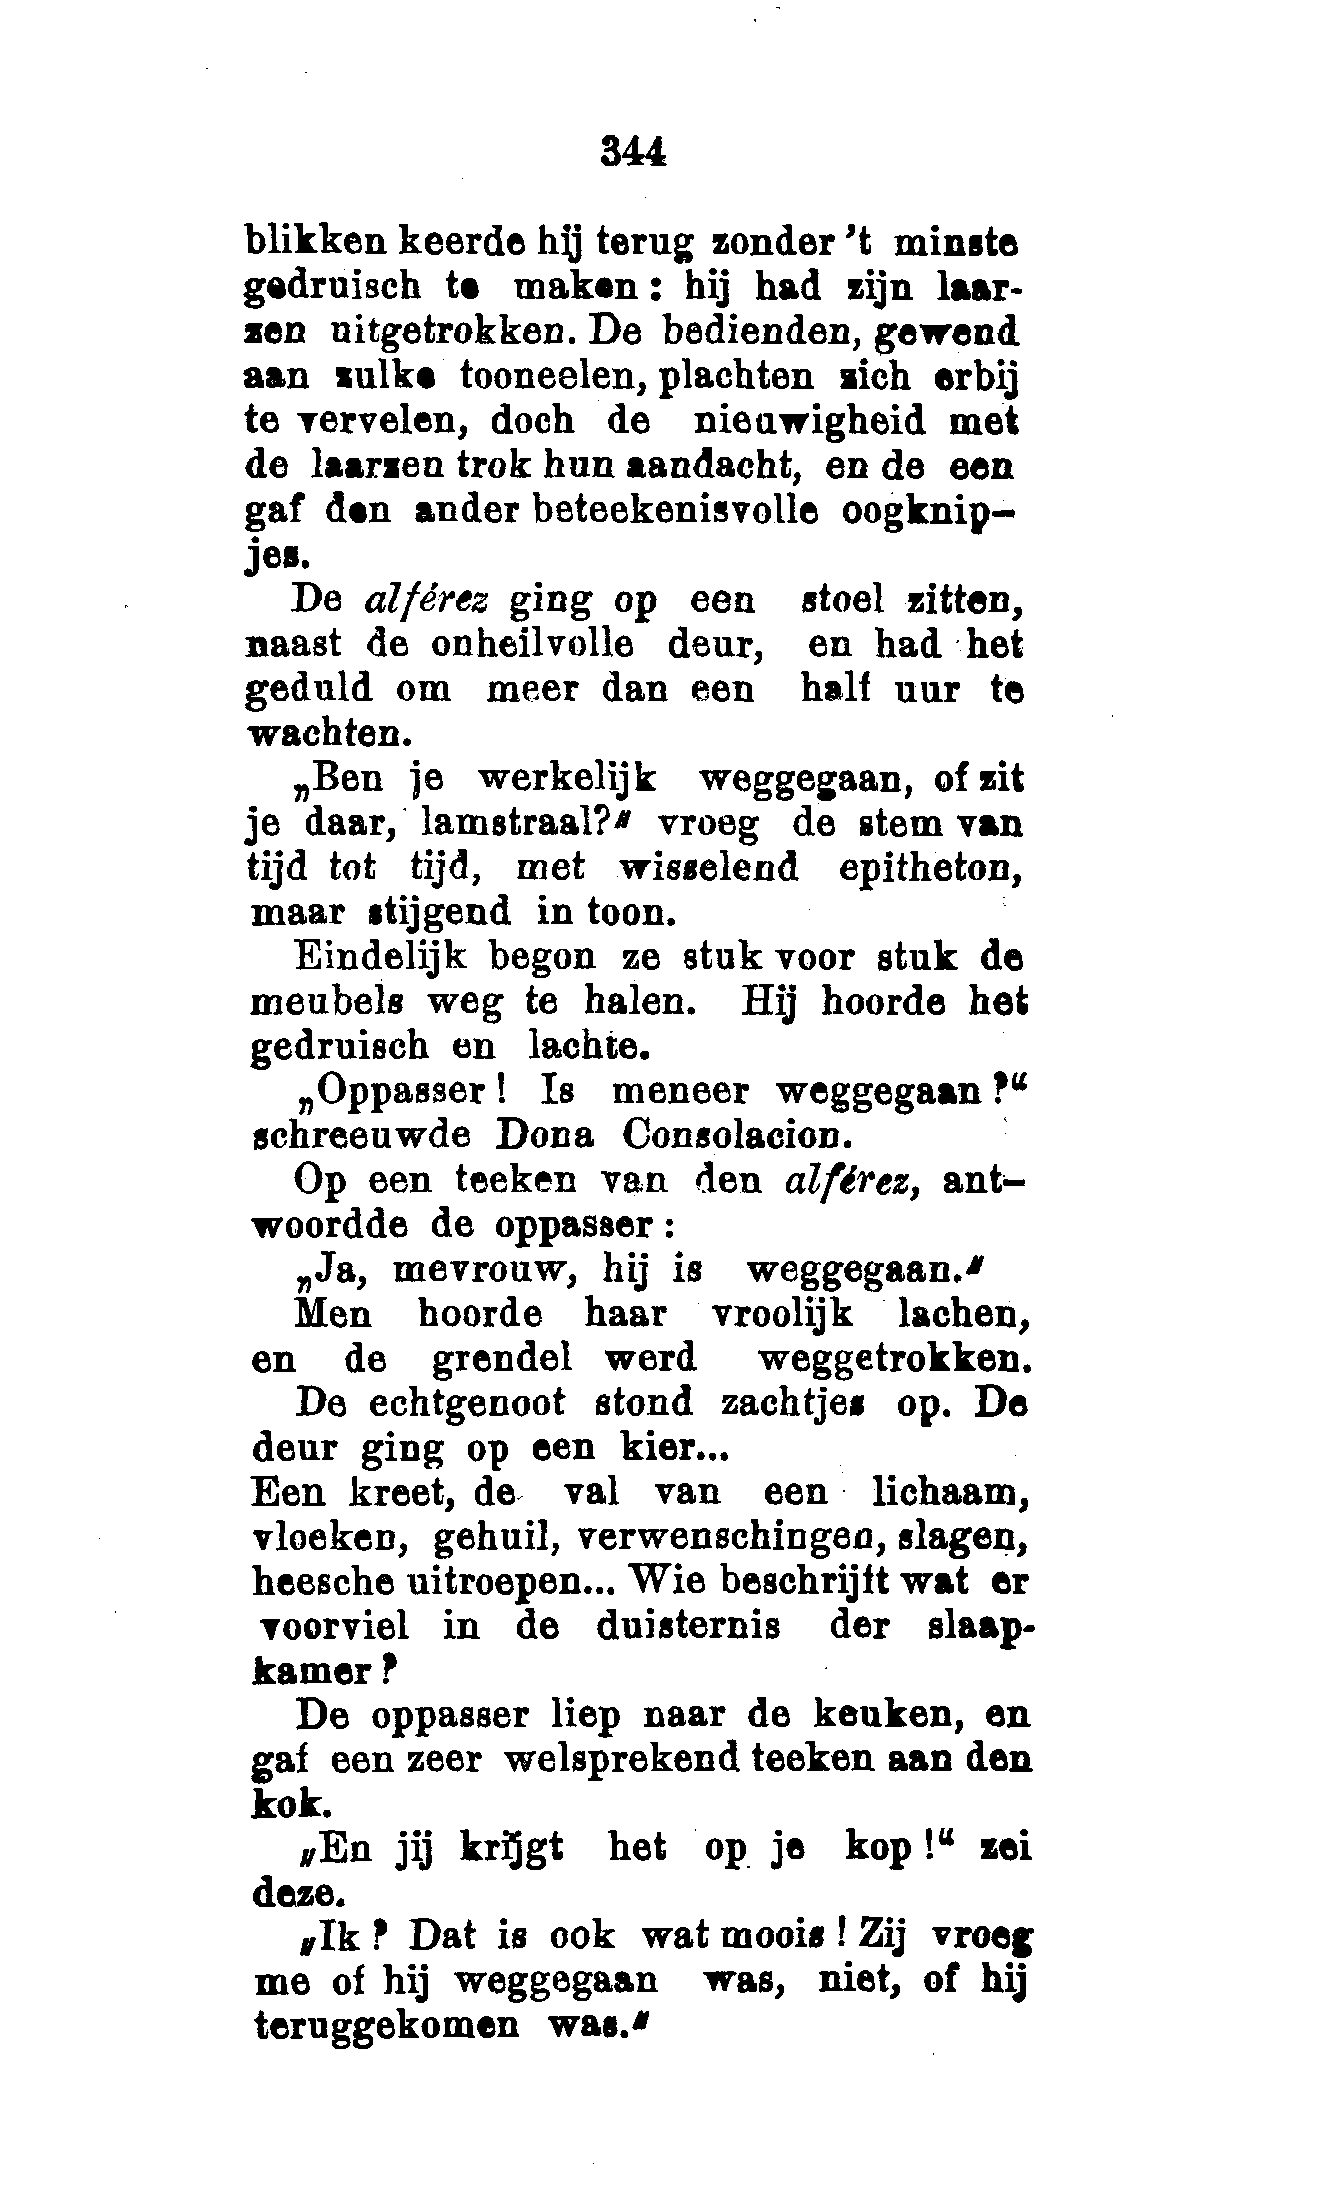 344
blikken keerde hij terug zonder 't minste
gedruisch te maken : hij had zijn laar-
zen uitgetrokken. De bedienden, gewend
aan zulke tooneelen, plachten zich erbij
te vervelen, doch de nieuwigheid met
de laarzen trok hun aandacht, en de een
gaf den ander beteekenisvolle oogknip-
jes.
De alférez ging op een stoel zitten,
naast de onheilvolle deur, en had het
geduld om meer dan een half uur te
wachten.
„Ben je werkelijk weggegaan, of zit
je daar, lamstraal?" vroeg de stem van
tijd tot tijd, met wisselend epitheton,
maar stijgend in toon.
Eindelijk begon ze stuk voor stuk de
meubels weg te halen. Hij hoorde het
gedruisch en lachte.
„Oppasser ! Is meneer weggegaan ?“
schreeuwde Dona Consolacion.
Op een teeken van den alférez, ant-
woordde de oppasser :
„Ja, mevrouw, hij is weggegaan."
Men hoorde haar vroolijk lachen,
en de grendel werd weggetrokken.
De echtgenoot stond zachtjes op. De
deur ging op een kier...
Een kreet, de val van een lichaam,
vloeken, gehuil, verwenschingen, slagen,
heesche uitroepen... Wie beschrijft wat er
voorviel in de duisternis der slaap-
kamer ?
De oppasser liep naar de keuken, en
gaf een zeer welsprekend teeken aan den
kok.
„En jij krijgt het op je kop !“ zei
deze.
„Ik ? Dat is ook wat moois ! Zij vroeg
me of hij weggegaan was, niet, of hij
teruggekomen was."